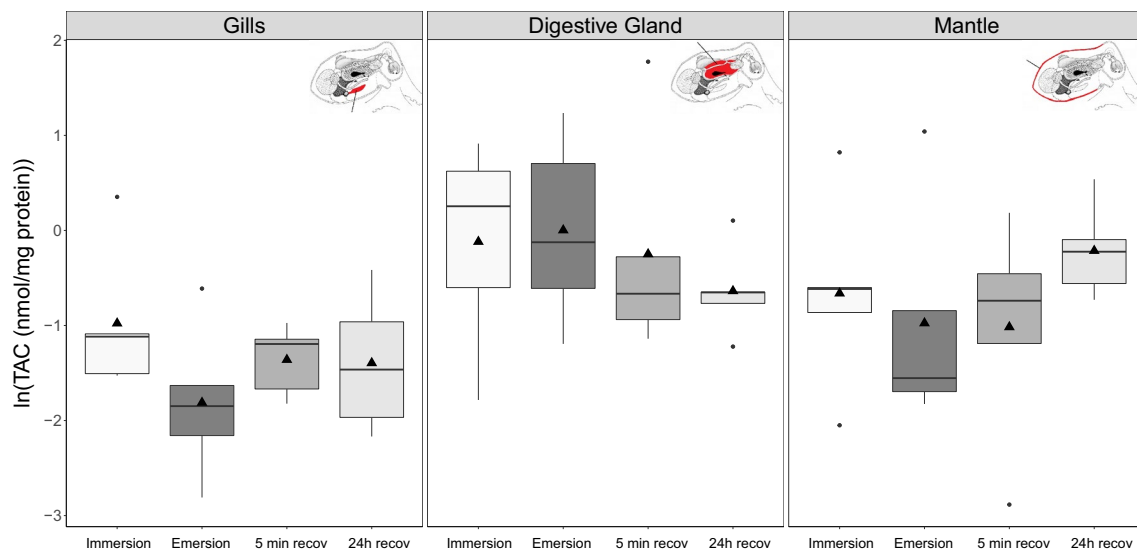 Gills Digestive Gland Mantle
ln(TAC (nmol/mg protein))
2
1
0
−1
−2
−3
Immersion Emersion 5 min recov 24h recov Immersion Emersion 5 min recov 24h recov Immersion Emersion 5 min recov 24h recov